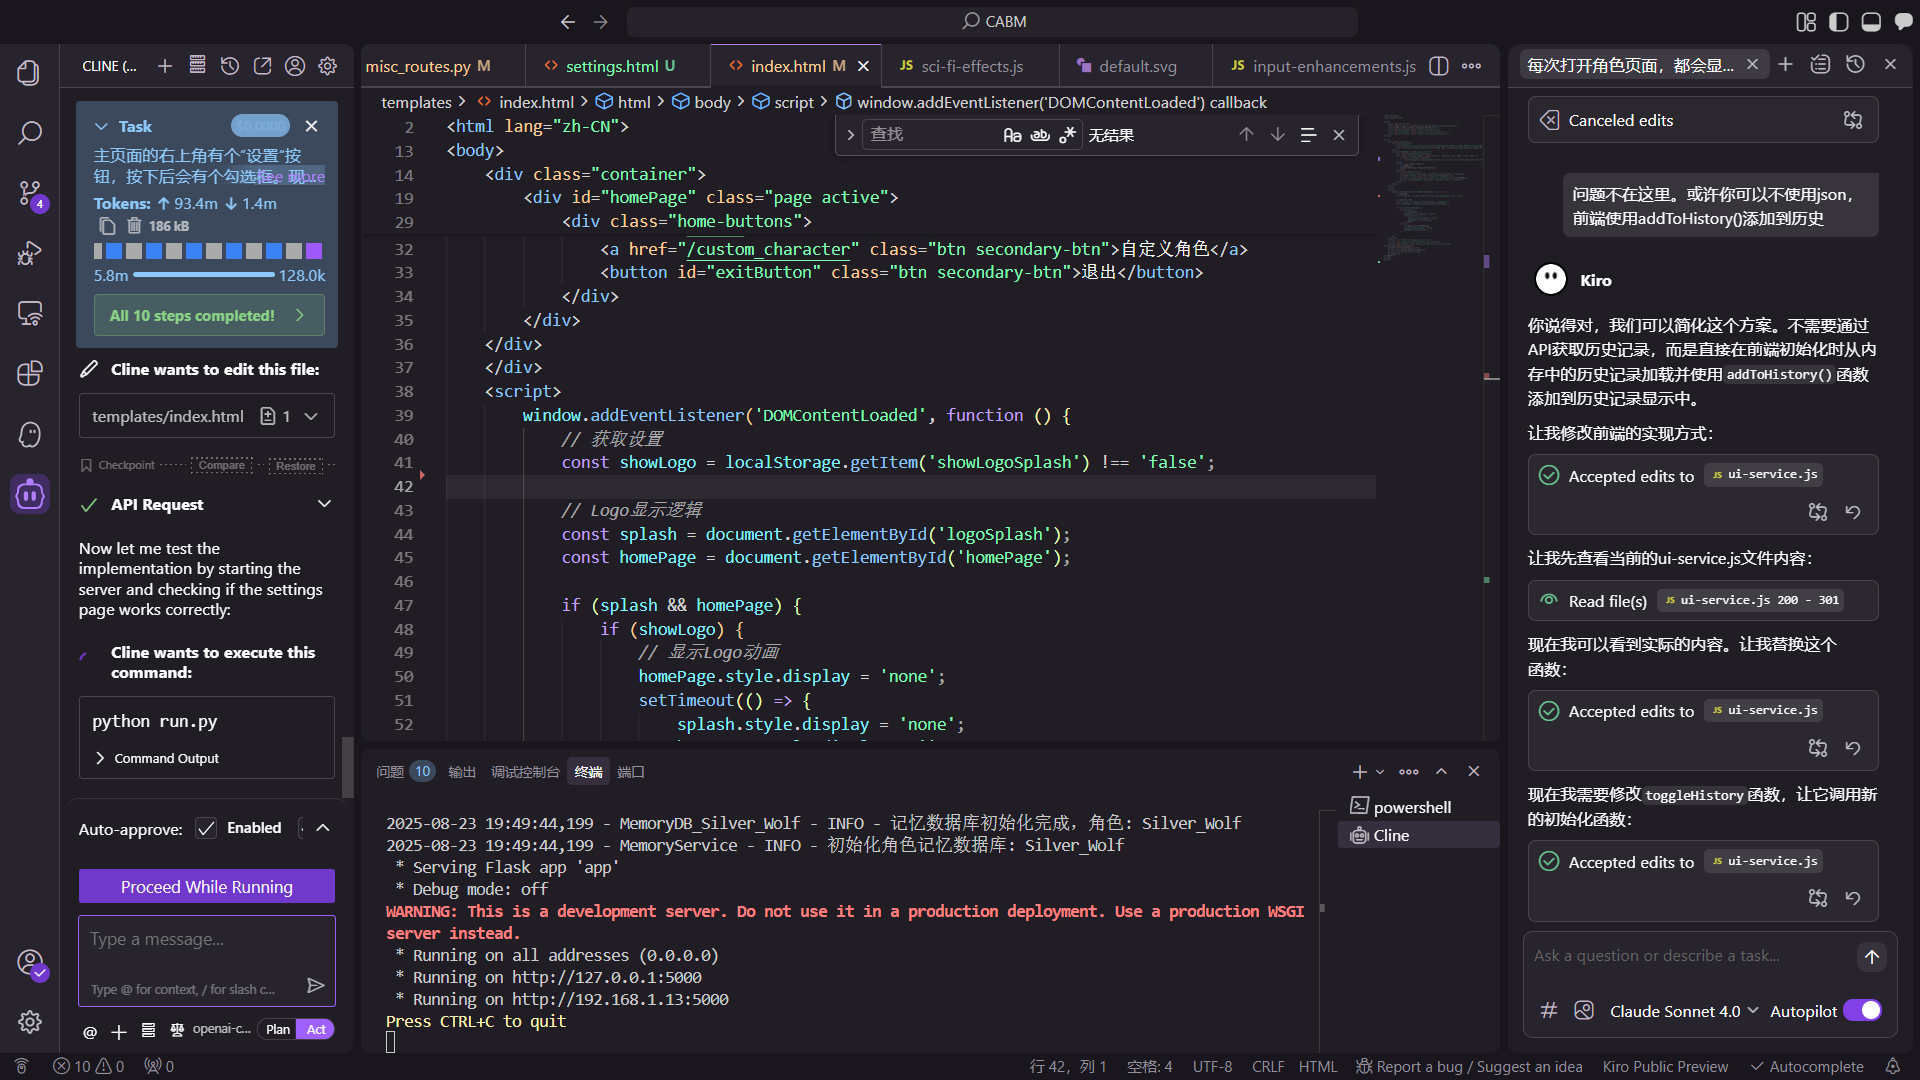 CABM
CLINE (...
Task
主页面的右上角有个“设置”按
钮，按下后会有个勾选框。现...
See more
Tokens: ↑ 93.4m ↓ 1.4m
186 kB
5.8m 128.0k
All 10 steps completed!
Cline wants to edit this file:
templates/index.html 1
Checkpoint Compare Restore
API Request
Now let me test the
implementation by starting the
server and checking if the settings
page works correctly:
Cline wants to execute this
command:
python run.py
Command Output
Auto-approve: Enabled
Proceed While Running
Type a message...
Type @ for context, / for slash c...
openai-c... Plan Act
misc_routes.py M
settings.html U
index.html M
sci-fi-effects.js
default.svg
input-enhancements.js
templates > index.html > html > body > script > window.addEventListener('DOMContentLoaded') callback
查找 无结果
2 <html lang="zh-CN">
13 <body>
14 <div class="container">
19 <div id="homePage" class="page active">
29 <div class="home-buttons">
32 <a href="/custom_character" class="btn secondary-btn">自定义角色</a>
33 <button id="exitButton" class="btn secondary-btn">退出</button>
34 </div>
35 </div>
36 </div>
37 </div>
38 <script>
39 window.addEventListener('DOMContentLoaded', function () {
40 // 获取设置
41 const showLogo = localStorage.getItem('showLogoSplash') !== 'false';
42
43 // Logo显示逻辑
44 const splash = document.getElementById('logoSplash');
45 const homePage = document.getElementById('homePage');
46
47 if (splash && homePage) {
48 if (showLogo) {
49 // 显示Logo动画
50 homePage.style.display = 'none';
51 setTimeout(() => {
52 splash.style.display = 'none';
问题 10 输出 调试控制台 终端 端口
powershell
Cline
2025-08-23 19:49:44,199 - MemoryDB_Silver_Wolf - INFO - 记忆数据库初始化完成，角色: Silver_Wolf
2025-08-23 19:49:44,199 - MemoryService - INFO - 初始化角色记忆数据库: Silver_Wolf
* Serving Flask app 'app'
* Debug mode: off
WARNING: This is a development server. Do not use it in a production deployment. Use a production WSGI
server instead.
* Running on all addresses (0.0.0.0)
* Running on http://127.0.0.1:5000
* Running on http://192.168.1.13:5000
Press CTRL+C to quit
每次打开角色页面，都会显...
Canceled edits
问题不在这里。或许你可以不使用json，
前端使用addToHistory()添加到历史
Kiro
你说得对，我们可以简化这个方案。不需要通过
API获取历史记录，而是直接在前端初始化时从内
存中的历史记录加载并使用 addToHistory() 函数
添加到历史记录显示中。
让我修改前端的实现方式：
Accepted edits to JS ui-service.js
让我先查看当前的ui-service.js文件内容：
Read file(s) JS ui-service.js 200 - 301
现在我可以看到实际的内容。让我替换这个
函数：
Accepted edits to JS ui-service.js
现在我需要修改 toggleHistory 函数，让它调用新
的初始化函数：
Accepted edits to JS ui-service.js
Ask a question or describe a task...
Claude Sonnet 4.0 Autopilot
4
10 0 0
行 42，列 1 空格: 4 UTF-8 CRLF HTML Report a bug / Suggest an idea Kiro Public Preview Autocomplete